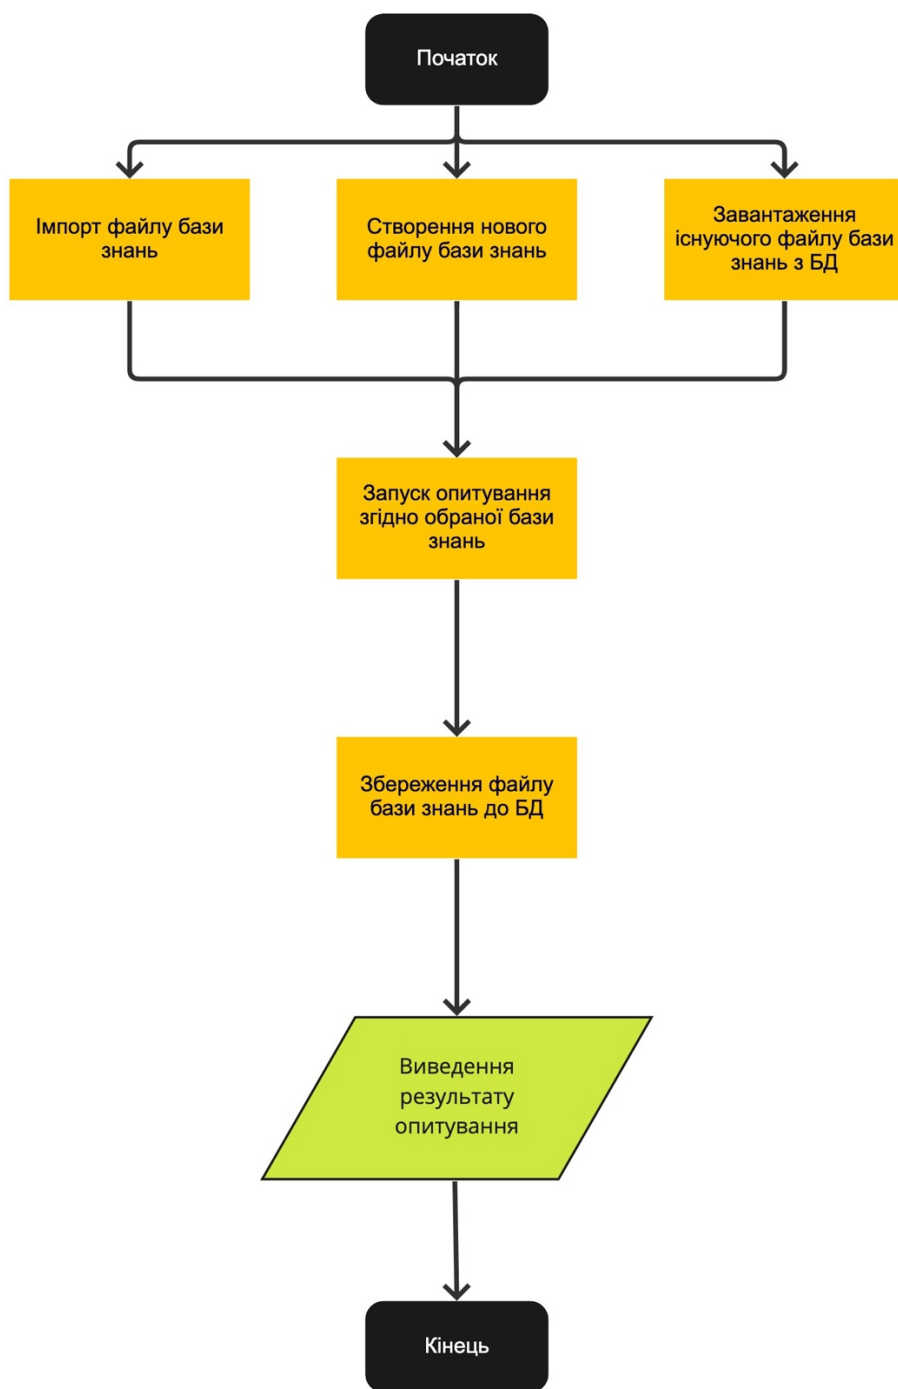 Початок
Імпорт файлу бази
знань
Створення нового
файлу бази знань
Завантаження
існуючого файлу бази
знань з БД
Запуск опитування
згідно обраної бази
знань
Збереження файлу
бази знань до БД
Виведення
результату
опитування
Кінець